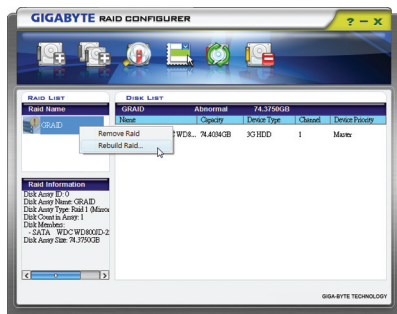 GIGABYTE RAID CONFIGURER
? - X
RAID LIST
Raid Name
GRAID
Remove Raid
Rebuild Raid...
DISK LIST
GRAID Abnormal 74.3750GB
Name Capacity Device Type Channel Device Priority
WD8... 74.4034GB 3G HDD 1 Master
Raid Information
Disk Array ID: 0
Disk Array Name: GRAID
Disk Array Type: Raid 1 (Mirror
Disk Count in Array: 1
Disk Members:
- SATA WDC WD800JD-2
Disk Array Size: 74.3750GB
GIGA-BYTE TECHNOLOGY